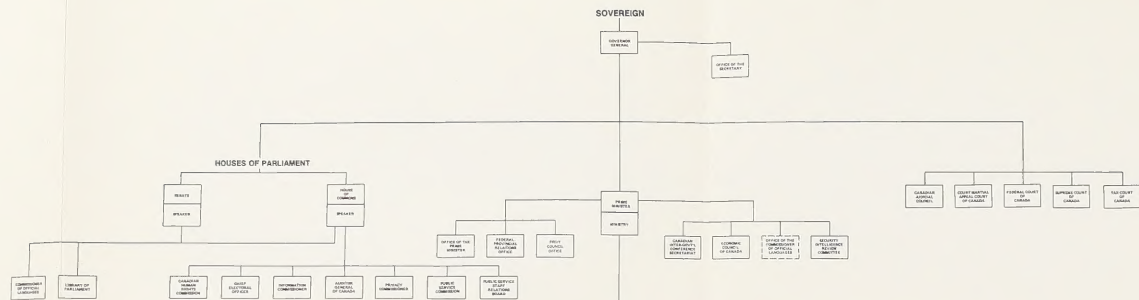 SOVEREIGN
GOVERNOR
GENERAL
OFFICE OF THE
SECRETARY
HOUSES OF PARLIAMENT
SENATE
SPEAKER
HOUSE
OF
COMMONS
SPEAKER
PRIME
MINISTER
MINISTRY
CANADIAN
JUDICIAL
COUNCIL
COURT MARTIAL
APPEAL COURT
OF CANADA
FEDERAL COURT
OF
CANADA
SUPREME COURT
OF
CANADA
TAX COURT
OF
CANADA
OFFICE OF THE
PRIME
MINISTER
FEDERAL
PROVINCIAL
RELATIONS
OFFICE
PRIVY
COUNCIL
OFFICE
CANADIAN
INTERGOVT'L
CONFERENCE
SECRETARIAT
ECONOMIC
COUNCIL
OF CANADA
OFFICE OF THE
COMMISSIONER
OF OFFICIAL
LANGUAGES
SECURITY
INTELLIGENCE
REVIEW
COMMITTEE
COMMISSIONER
OF OFFICIAL
LANGUAGES
LIBRARY OF
PARLIAMENT
CANADIAN
HUMAN
RIGHTS
COMMISSION
CHIEF
ELECTORAL
OFFICER
INFORMATION
COMMISSIONER
AUDITOR
GENERAL
OF CANADA
PRIVACY
COMMISSIONER
PUBLIC
SERVICE
COMMISSION
PUBLIC SERVICE
STAFF
RELATIONS
BOARD